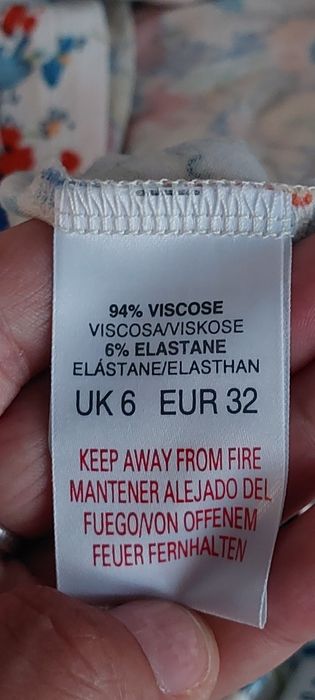 94% VISCOSE
VISCOSA/VISKOSE
6% ELASTANE
ELÁSTANE/ELASTHAN
UK 6 EUR 32
KEEP AWAY FROM FIRE
MANTENER ALEJADO DEL
FUEGO/VON OFFENEM
FEUER FERNHALTEN